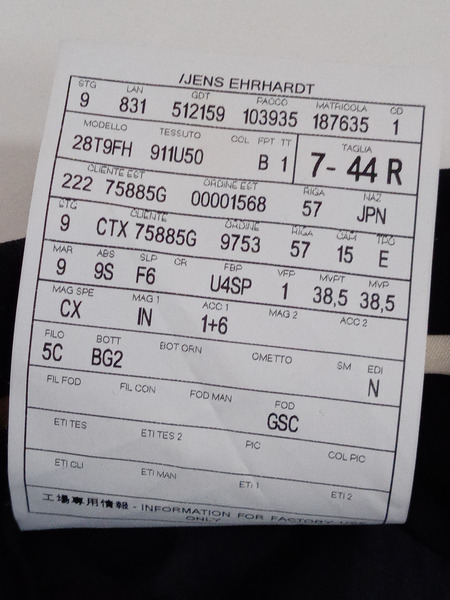 /JENS EHRHARDT
STG LAN QDT PACCO MATRICOLA CD
9 831 512159 103935 187635 1
MODELLO TESSUTO COL FPT TT TAGLIA
28T9FH 911U50 B 1 7- 44 R
CLIENTE EST ORDINE EST RIGA NAZ
222 75885G 00001568 57 JPN
STG CLIENTE ORDINE RIGA CAM TPO
9 CTX 75885G 9753 57 15 E
MAR ABS SLP CR FBP VFP MVPT MVP
9 9S F6 U4SP 1 38,5 38,5
MAG SPE MAG 1 ACC 1 MAG 2 ACC 2
CX IN 1+6
FILO BOTT BOT ORN OMETTO SM EDI
5C BG2 N
FIL FOD FIL CON FOD MAN FOD
GSC
ETI TES ETI TES 2 PIC COL PIC
ETI CLI ETI MAN ETI 1 ETI 2
工場專用情報 - INFORMATION FOR FACTORY USE
ONLY